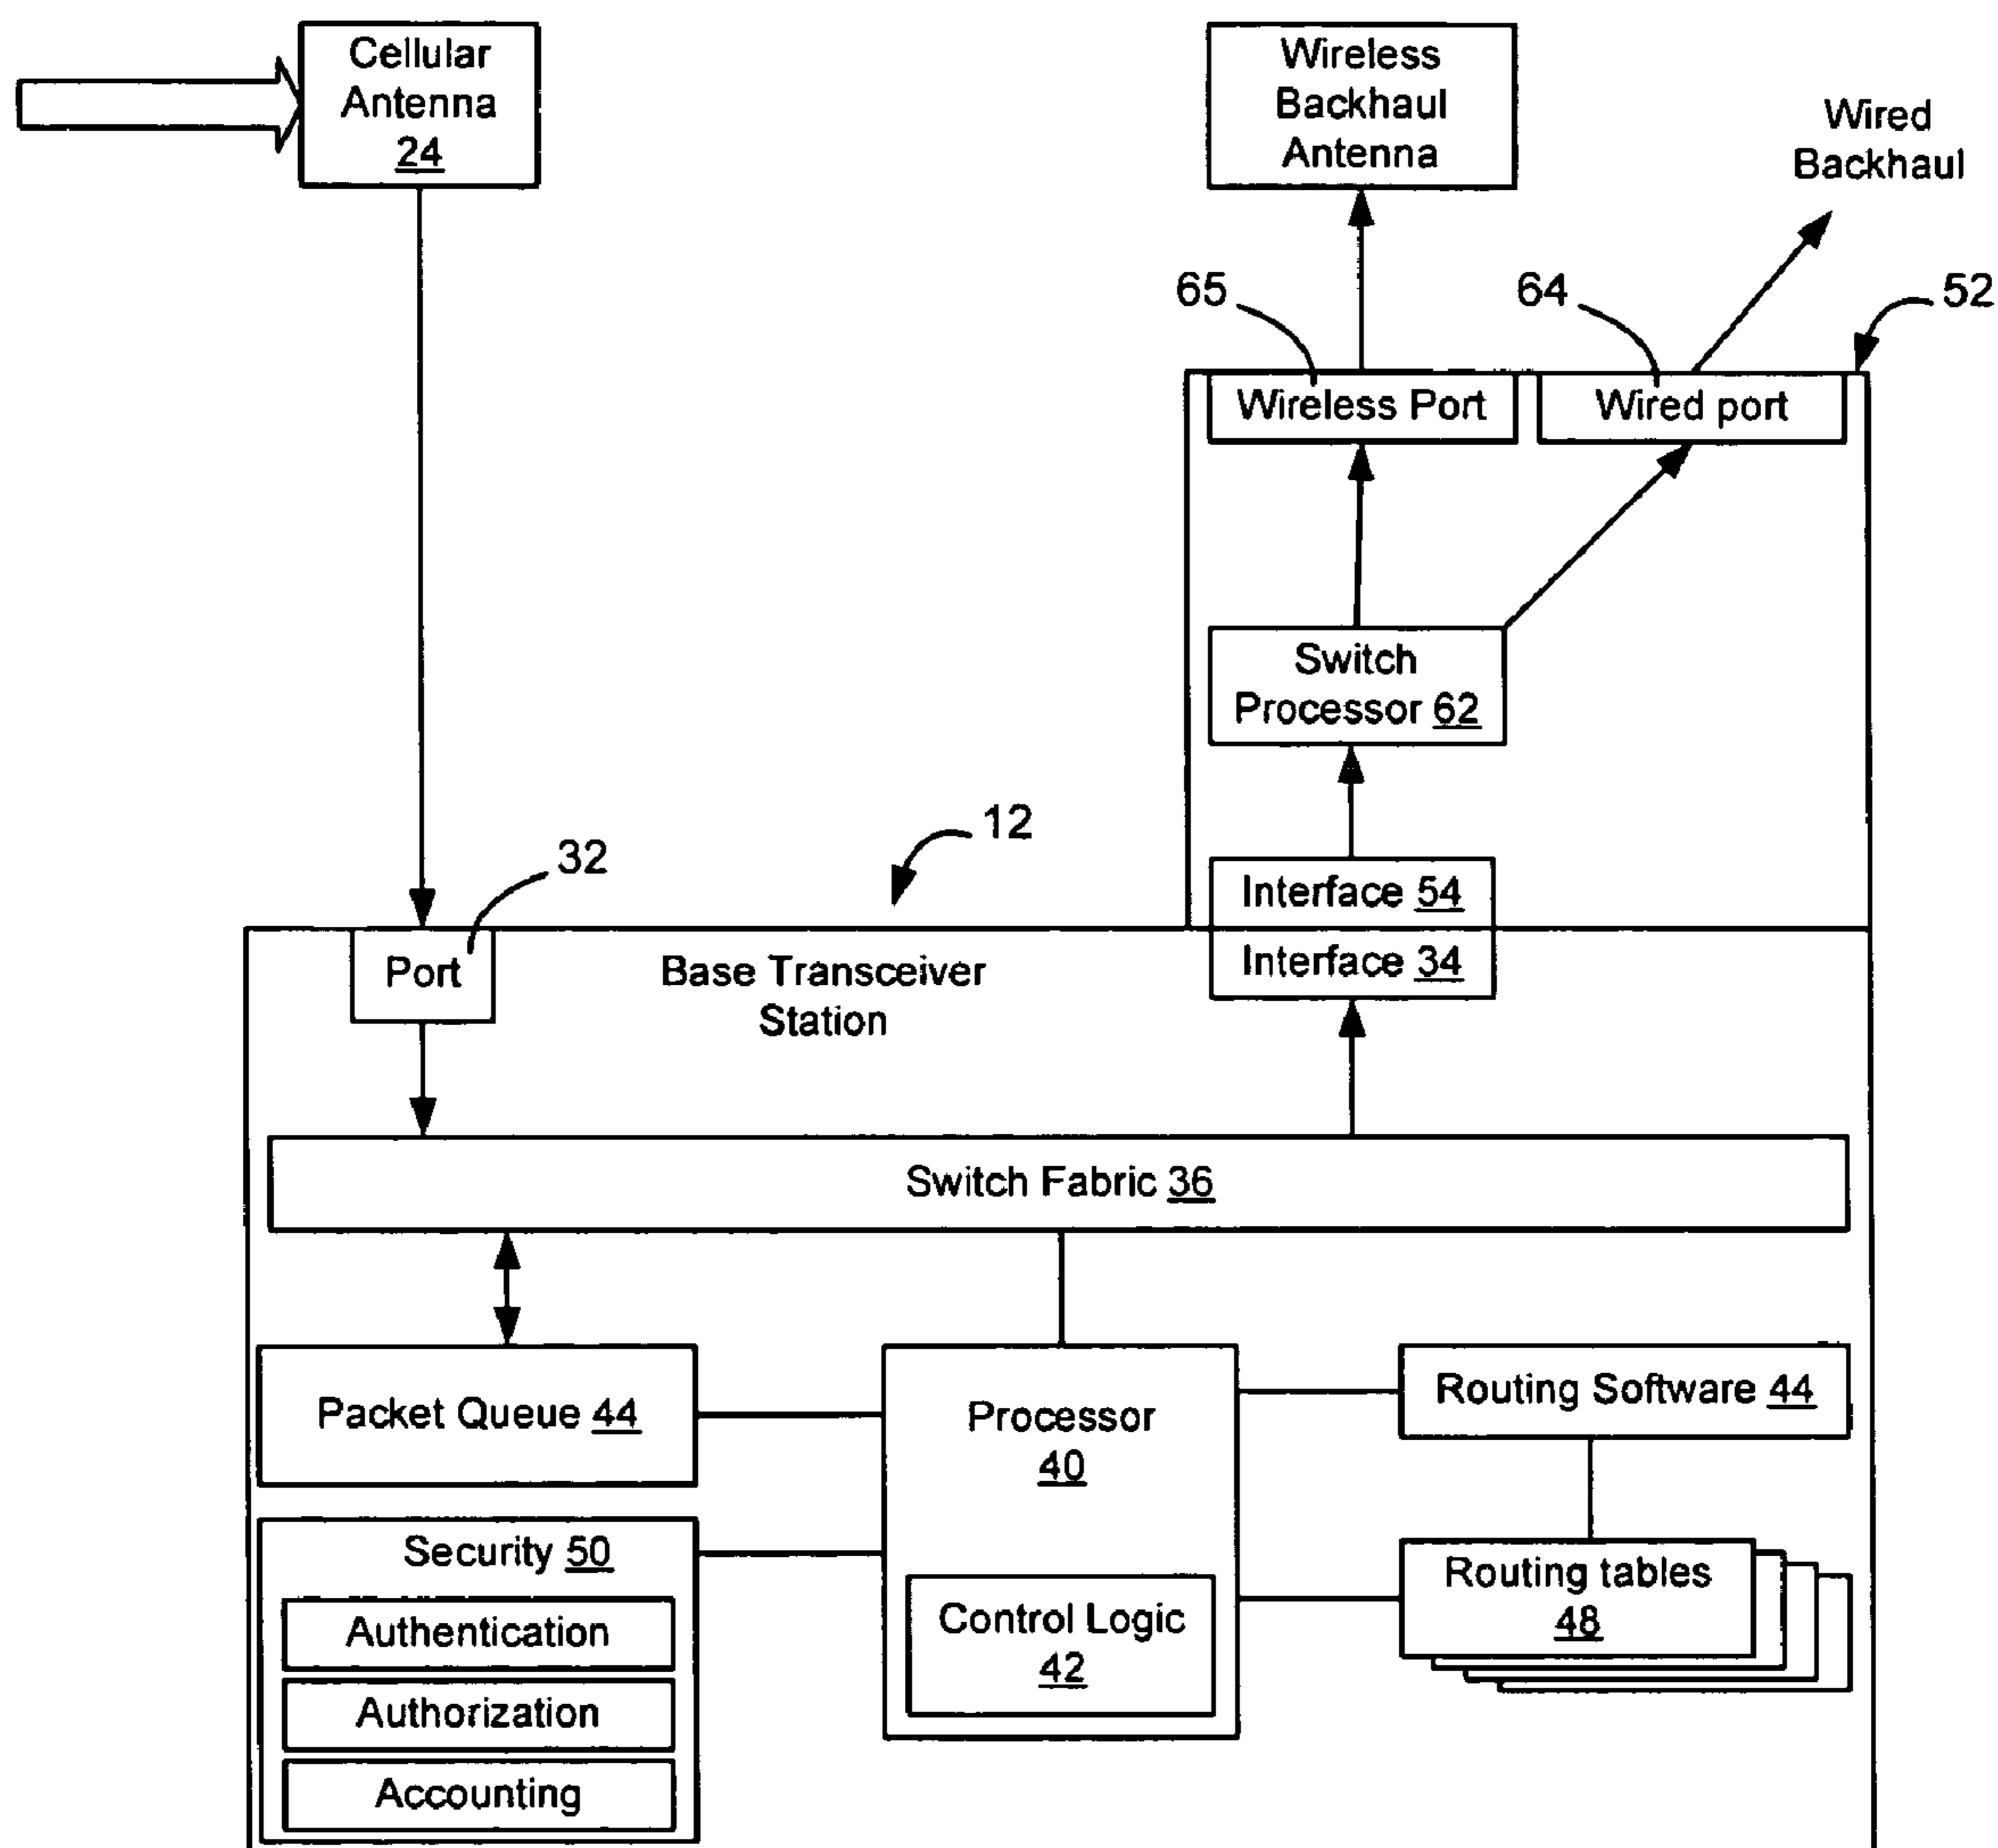 Cellular
Antenna
24
Wireless
Backhaul
Antenna
Wired
Backhaul
65
64
52
Wireless Port
Wired port
Switch
Processor 62
12
32
Interface 54
Port
Base Transceiver
Station
Interface 34
Switch Fabric 36
Packet Queue 44
Processor
40
Routing Software 44
Security 50
Authentication
Authorization
Accounting
Control Logic
42
Routing tables
48